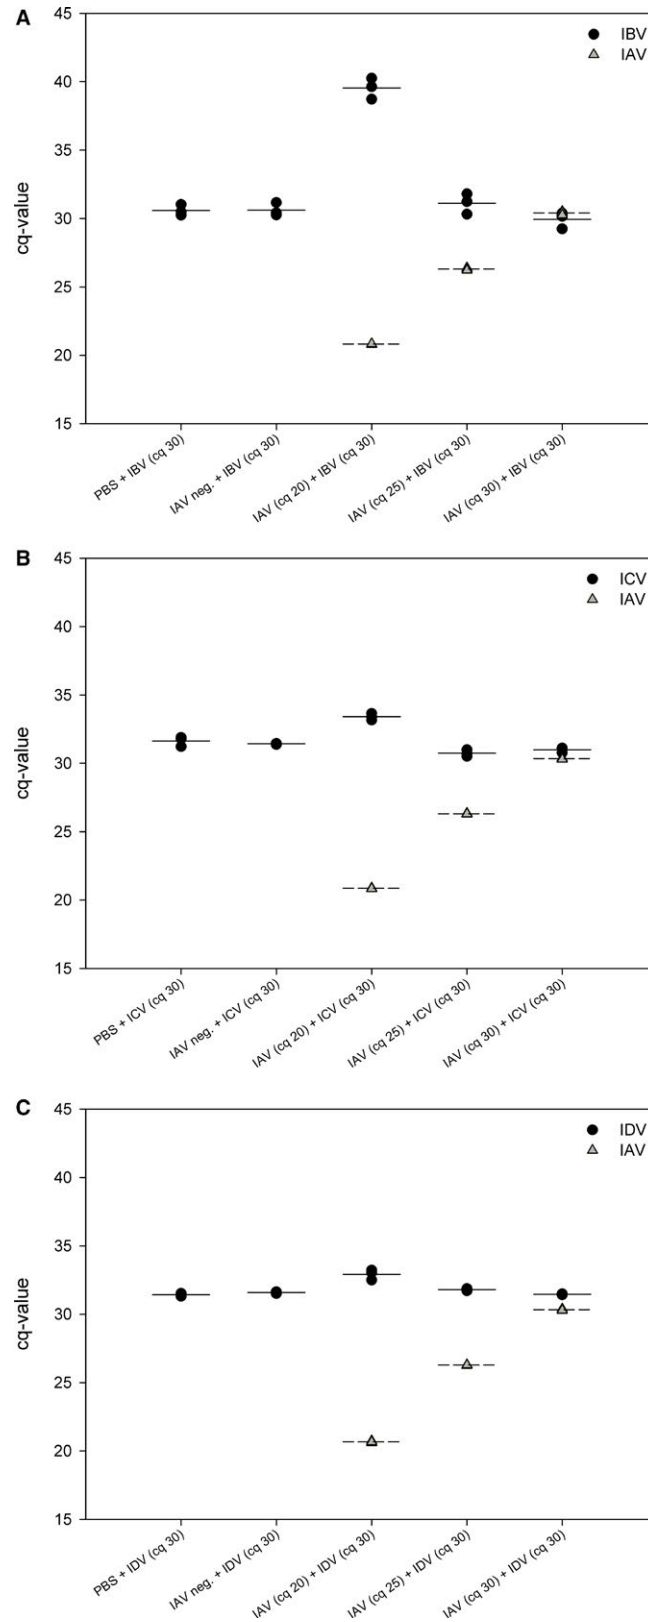 A
45
40
35
30
25
20
15
cq-value
IBV
IAV
PBS + IBV (cq 30)
IAV neg. + IBV (cq 30)
IAV (cq 20) + IBV (cq 30)
IAV (cq 25) + IBV (cq 30)
IAV (cq 30) + IBV (cq 30)
B
45
40
35
30
25
20
15
cq-value
ICV
IAV
PBS + ICV (cq 30)
IAV neg. + ICV (cq 30)
IAV (cq 20) + ICV (cq 30)
IAV (cq 25) + ICV (cq 30)
IAV (cq 30) + ICV (cq 30)
C
45
40
35
30
25
20
15
cq-value
IDV
IAV
PBS + IDV (cq 30)
IAV neg. + IDV (cq 30)
IAV (cq 20) + IDV (cq 30)
IAV (cq 25) + IDV (cq 30)
IAV (cq 30) + IDV (cq 30)